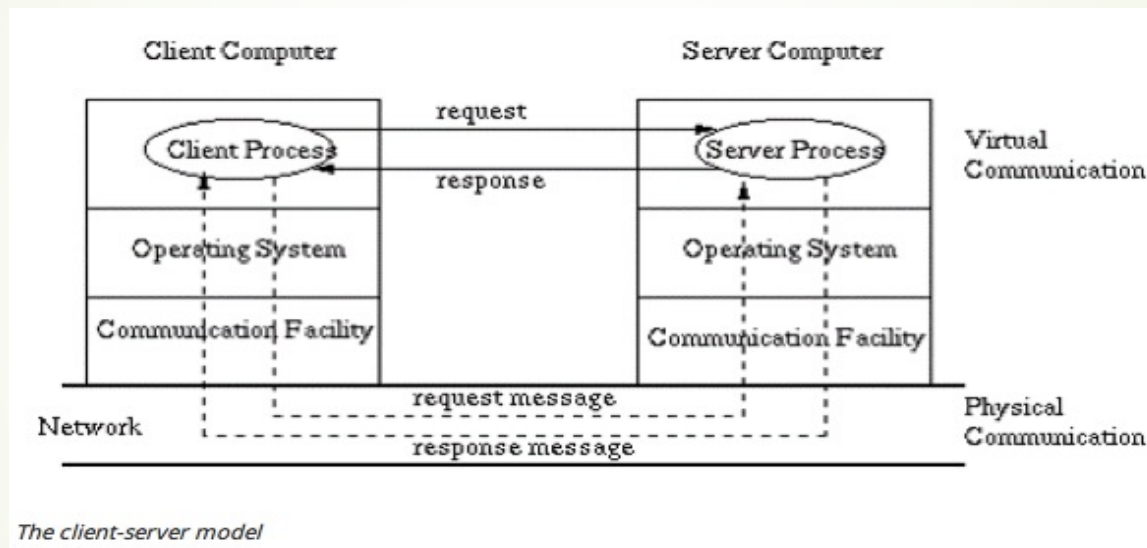 Client Computer
Server Computer
request
Client Process
Server Process
Virtual
Communication
response
Operating System
Operating System
Communication Facility
Communication Facility
request message
Network
Physical
Communication
response message
The client-server model